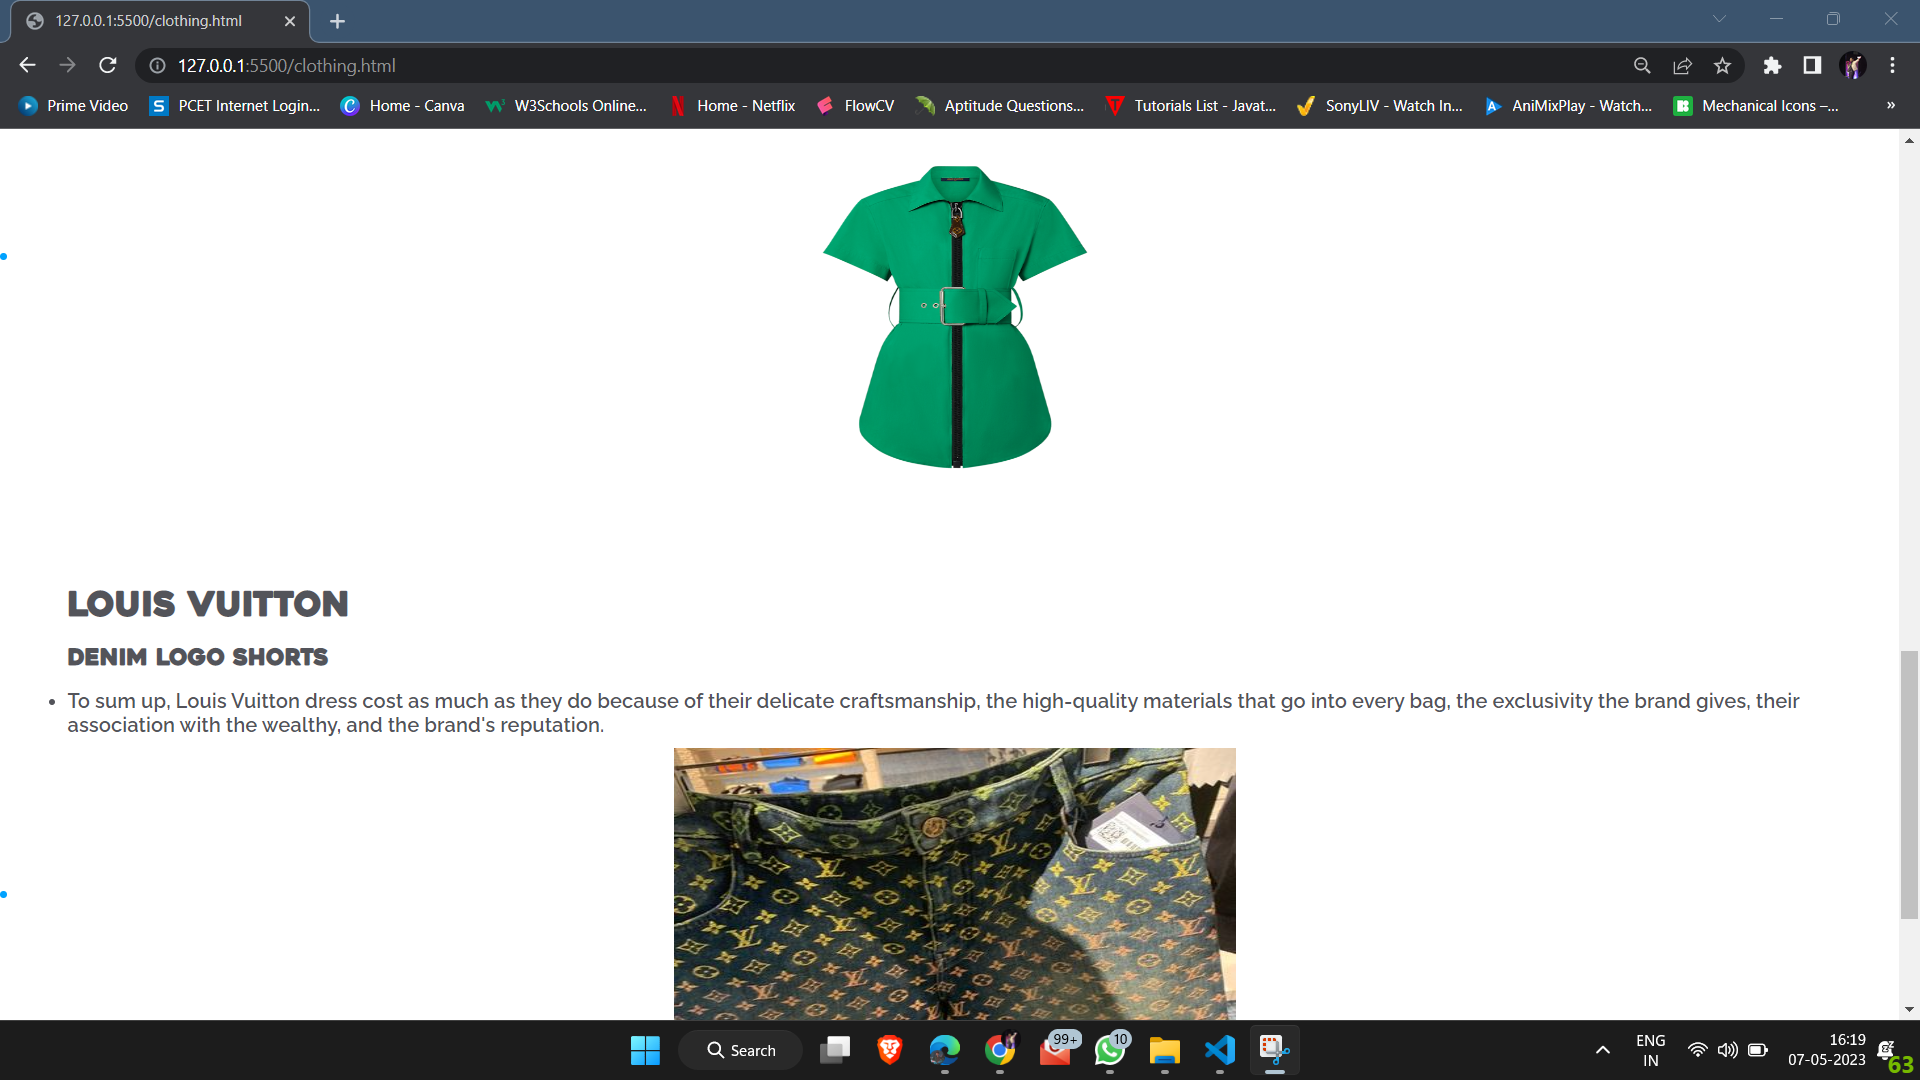 127.0.0.1:5500/clothing.html
127.0.0.1:5500/clothing.html
Prime Video
PCET Internet Login...
Home - Canva
W3Schools Online...
Home - Netflix
FlowCV
Aptitude Questions...
Tutorials List - Javat...
SonyLIV - Watch In...
AniMixPlay - Watch...
Mechanical Icons –...
»
LOUIS VUITTON
DENIM LOGO SHORTS
• To sum up, Louis Vuitton dress cost as much as they do because of their delicate craftsmanship, the high-quality materials that go into every bag, the exclusivity the brand gives, their
association with the wealthy, and the brand's reputation.
Search
99+
10
ENG
IN
16:19
07-05-2023
63